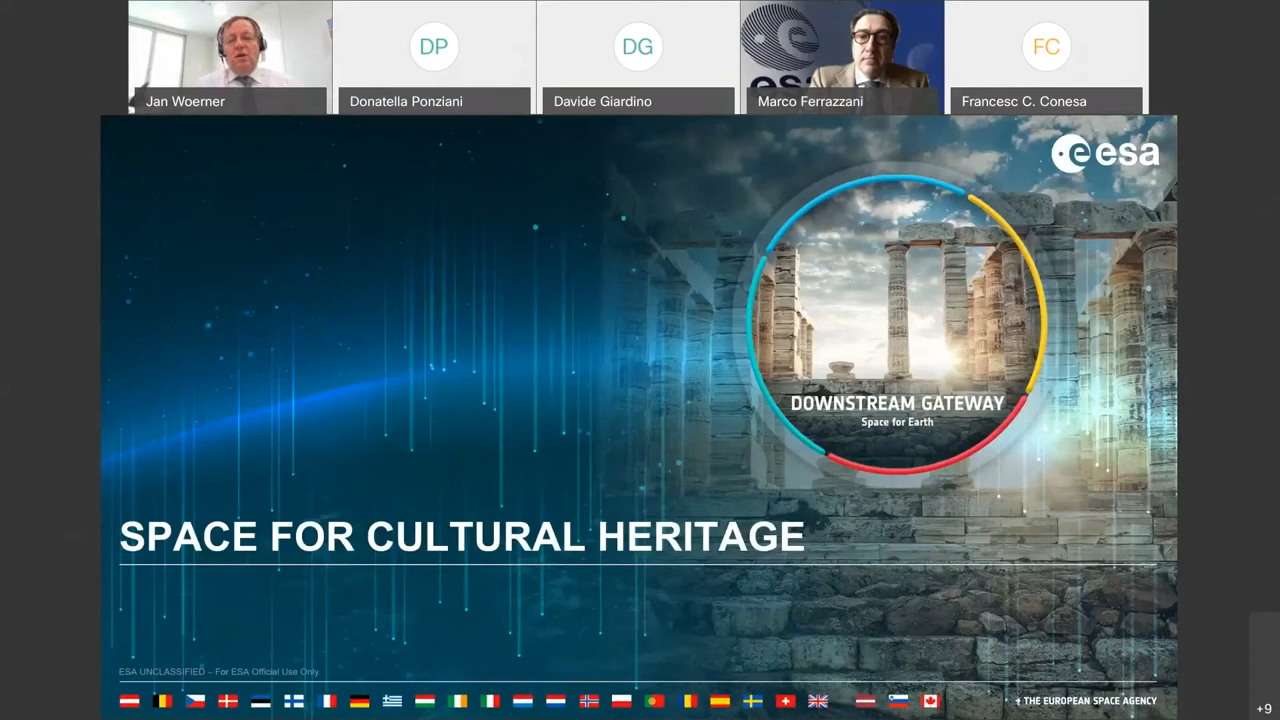 DP
DG
FC
esa
Jan Woerner
Donatella Ponziani
Davide Giardino
Marco Ferrazzani
Francesc C. Conesa
esa
DOWNSTREAM GATEWAY
Space for Earth
SPACE FOR CULTURAL HERITAGE
ESA UNCLASSIFIED – For ESA Official Use Only
→ THE EUROPEAN SPACE AGENCY
+9